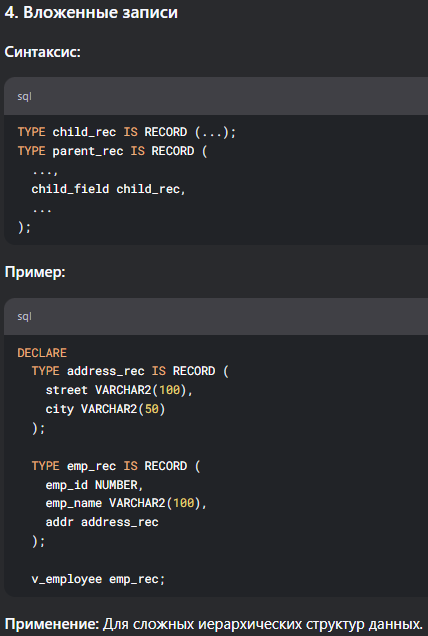 4. Вложенные записи
Синтаксис:
sql
TYPE child_rec IS RECORD (...);
TYPE parent_rec IS RECORD (
  ...,
  child_field child_rec,
  ...
);
Пример:
sql
DECLARE
  TYPE address_rec IS RECORD (
    street VARCHAR2(100),
    city VARCHAR2(50)
  );

  TYPE emp_rec IS RECORD (
    emp_id NUMBER,
    emp_name VARCHAR2(100),
    addr address_rec
  );

  v_employee emp_rec;
Применение: Для сложных иерархических структур данных.